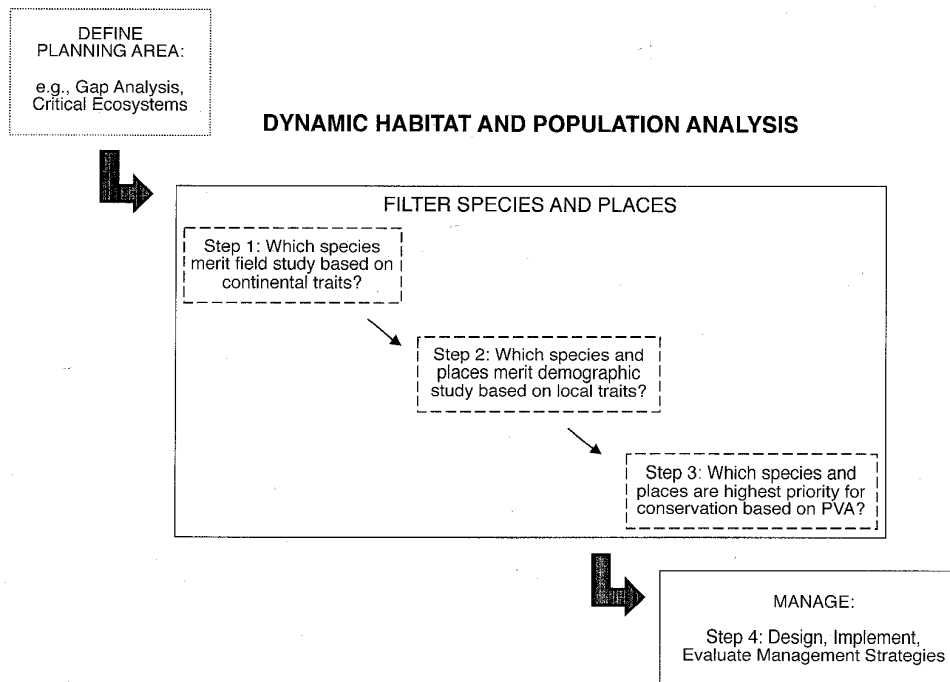 DEFINE
PLANNING AREA:
e.g., Gap Analysis,
Critical Ecosystems
DYNAMIC HABITAT AND POPULATION ANALYSIS
FILTER SPECIES AND PLACES
Step 1: Which species
merit field study based on
continental traits?
Step 2: Which species and
places merit demographic
study based on local traits?
Step 3: Which species and
places are highest priority for
conservation based on PVA?
MANAGE:
Step 4: Design, Implement,
Evaluate Management Strategies